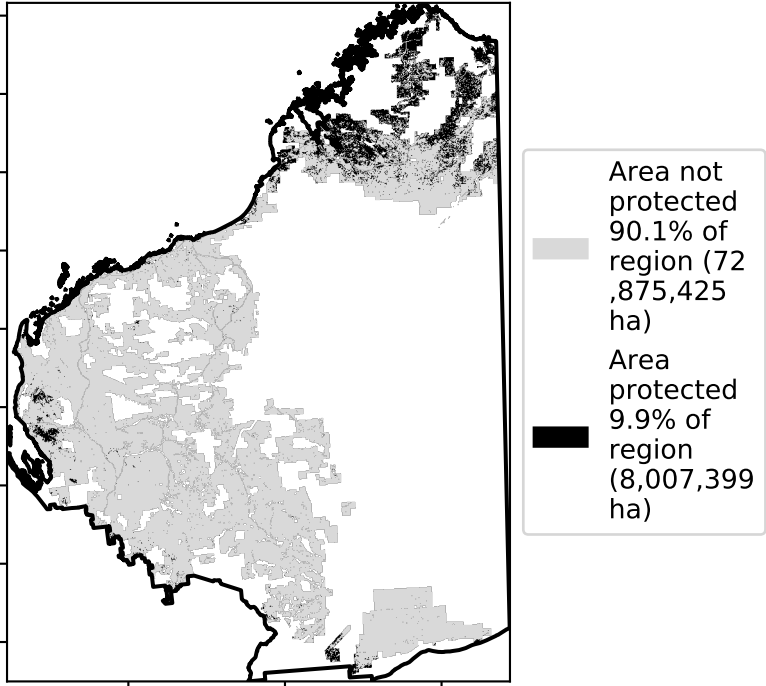 Area not
protected
90.1% of
region (72
,875,425
ha)
Area
protected
9.9% of
region
(8,007,399
ha)